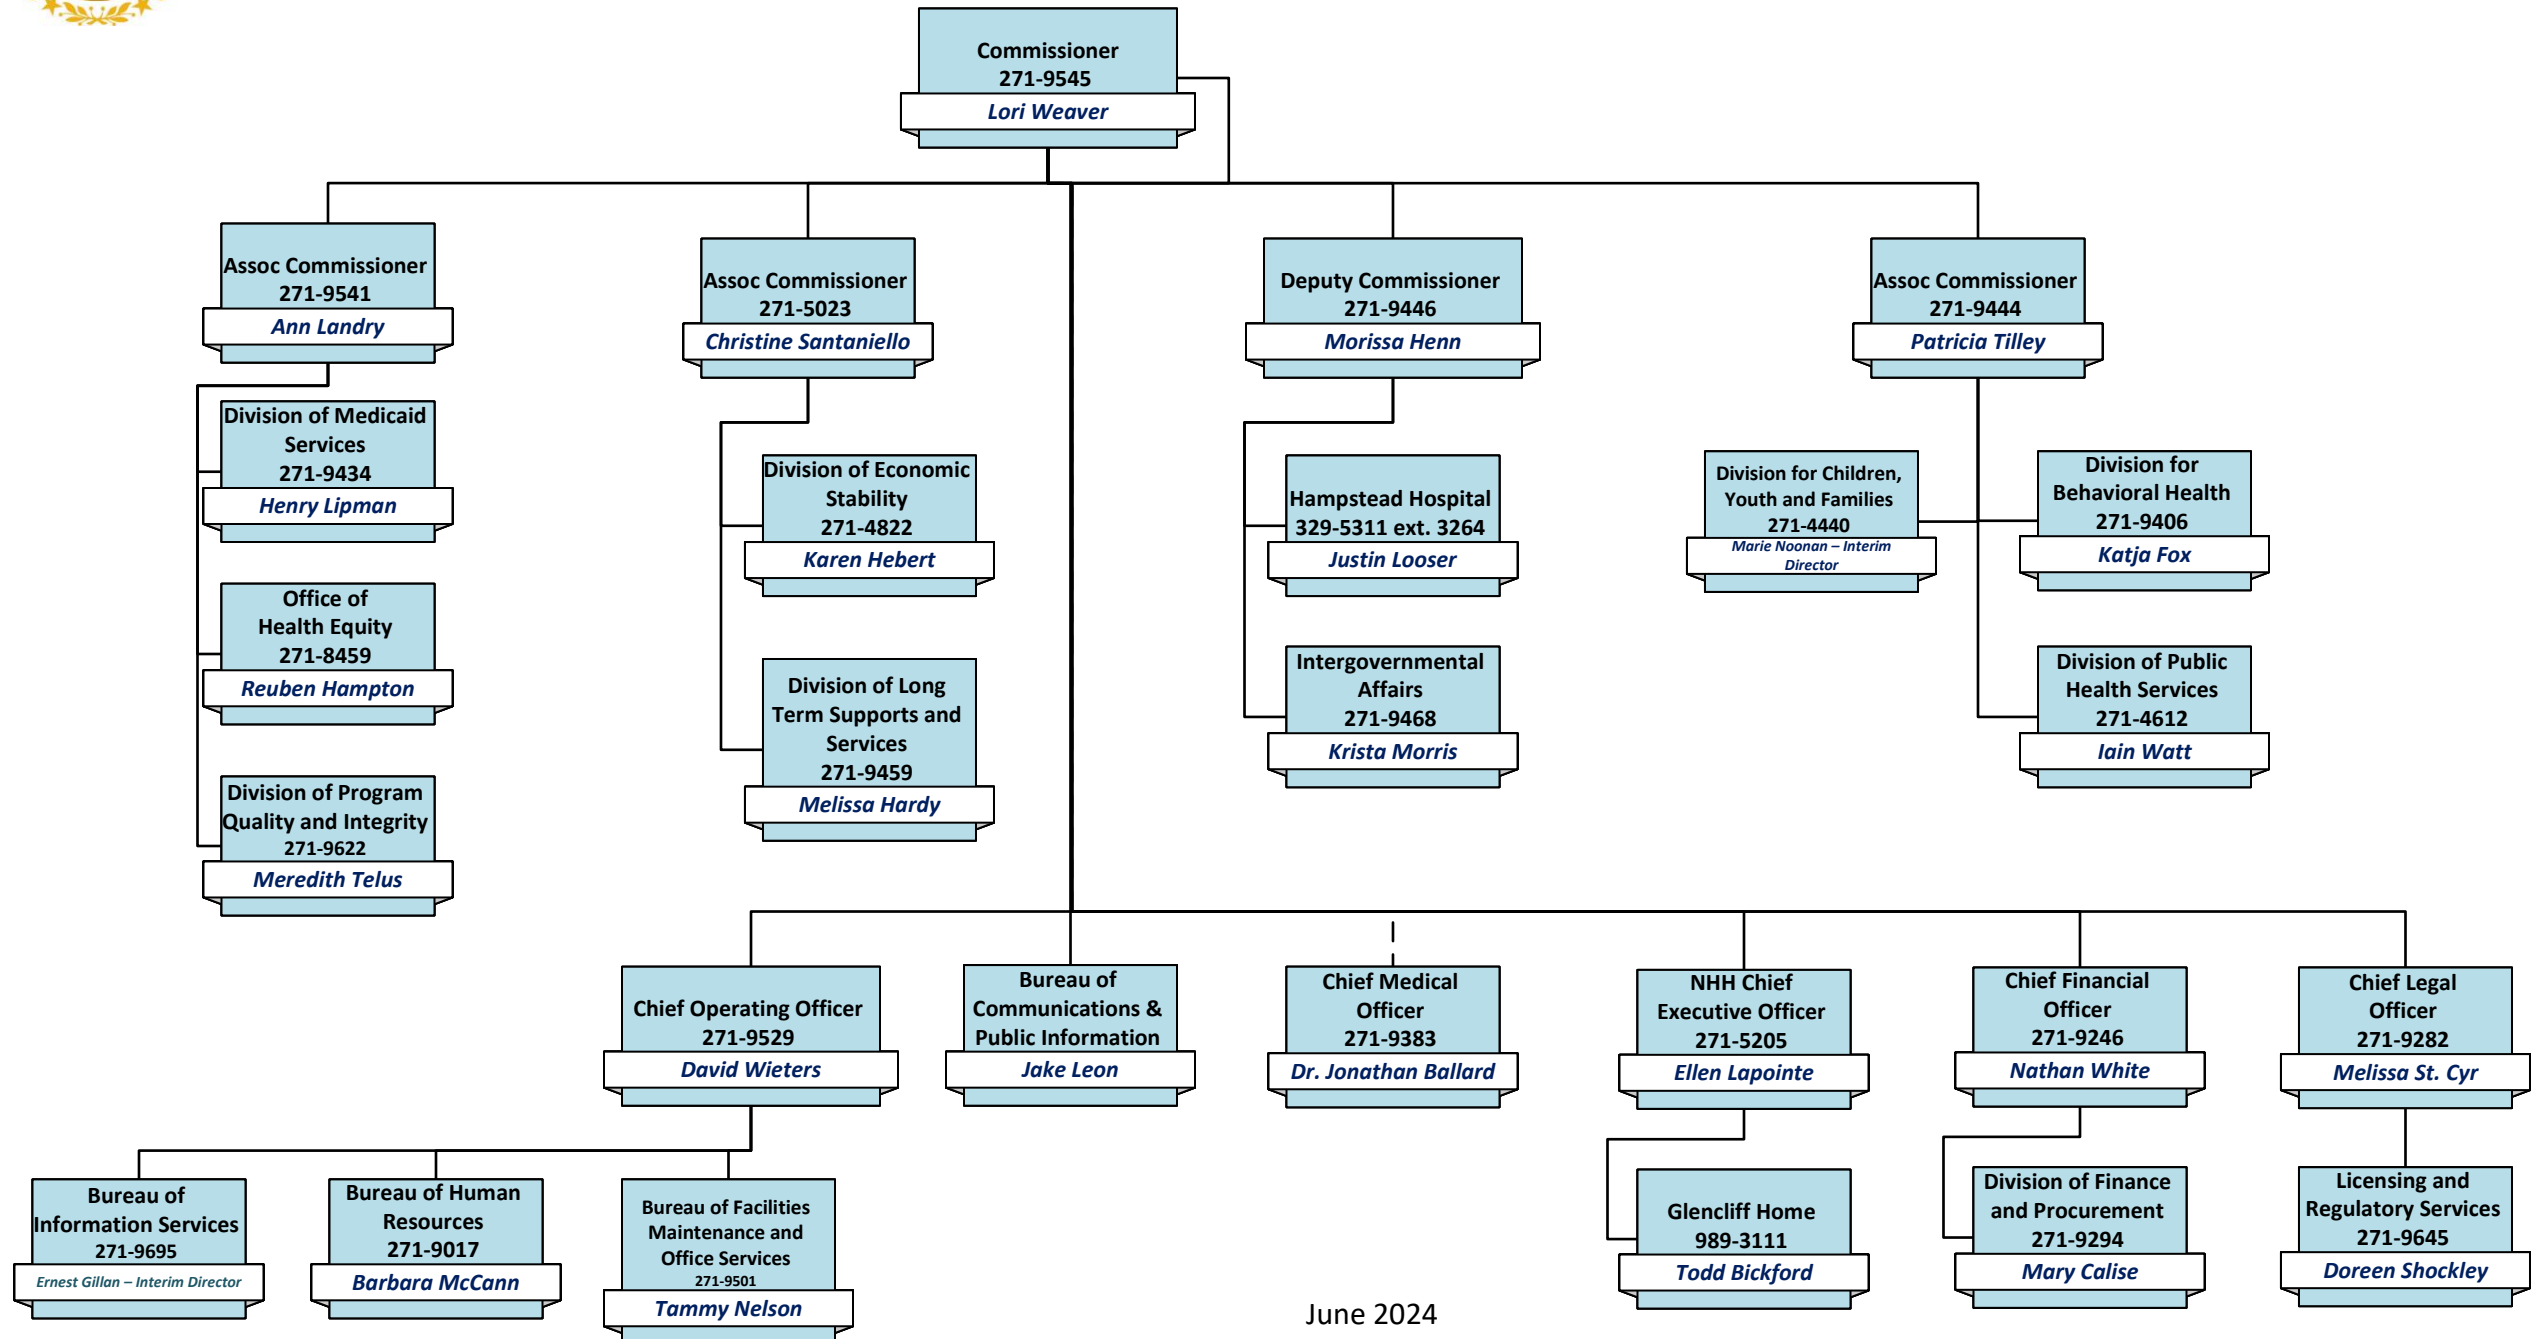 Commissioner
271-9545
Lori Weaver
Assoc Commissioner
271-9541
Ann Landry
Assoc Commissioner
271-5023
Christine Santaniello
Deputy Commissioner
271-9446
Morissa Henn
Assoc Commissioner
271-9444
Patricia Tilley
Division of Medicaid
Services
271-9434
Henry Lipman
Office of
Health Equity
271-8459
Reuben Hampton
Division of Program
Quality and Integrity
271-9622
Meredith Telus
Division of Economic
Stability
271-4822
Karen Hebert
Division of Long
Term Supports and
Services
271-9459
Melissa Hardy
Hampstead Hospital
329-5311 ext. 3264
Justin Looser
Intergovernmental
Affairs
271-9468
Krista Morris
Division for Children,
Youth and Families
271-4440
Marie Noonan – Interim
Director
Division for
Behavioral Health
271-9406
Katja Fox
Division of Public
Health Services
271-4612
Iain Watt
Chief Operating Officer
271-9529
David Wieters
Bureau of
Communications &
Public Information
Jake Leon
Chief Medical
Officer
271-9383
Dr. Jonathan Ballard
NHH Chief
Executive Officer
271-5205
Ellen Lapointe
Chief Financial
Officer
271-9246
Nathan White
Chief Legal
Officer
271-9282
Melissa St. Cyr
Bureau of
Information Services
271-9695
Ernest Gillan – Interim Director
Bureau of Human
Resources
271-9017
Barbara McCann
Bureau of Facilities
Maintenance and
Office Services
271-9501
Tammy Nelson
Glencliff Home
989-3111
Todd Bickford
Division of Finance
and Procurement
271-9294
Mary Calise
Licensing and
Regulatory Services
271-9645
Doreen Shockley
June 2024